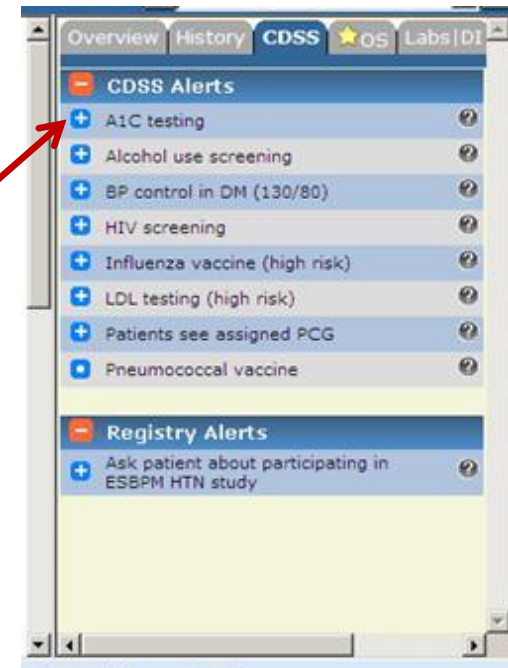 Overview History CDSS OS Labs|DI
CDSS Alerts
A1C testing
Alcohol use screening
BP control in DM (130/80)
HIV screening
Influenza vaccine (high risk)
LDL testing (high risk)
Patients see assigned PCG
Pneumococcal vaccine
Registry Alerts
Ask patient about participating in
ESBPM HTN study